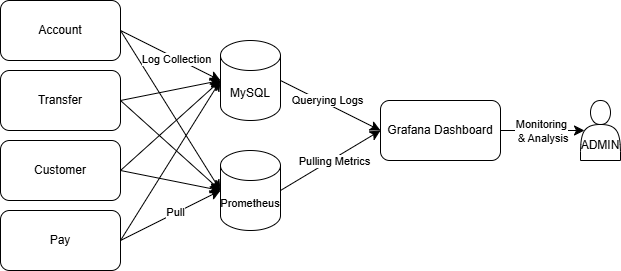 Account
Log Collection
Transfer
MySQL
Querying Logs
Grafana Dashboard
Monitoring
& Analysis
ADMIN
Customer
Pulling Metrics
Prometheus
Pull
Pay